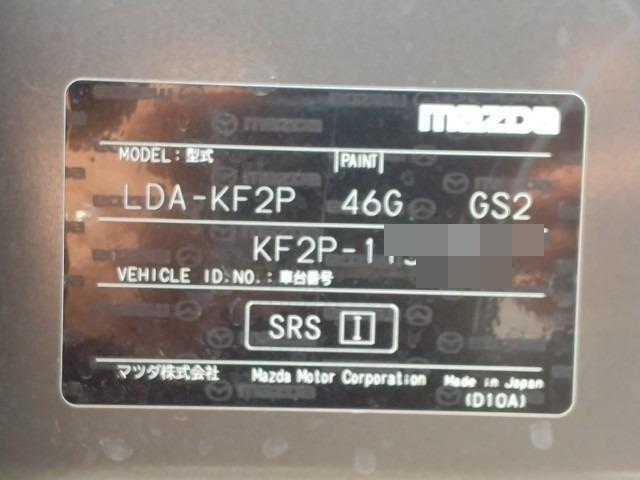 mazda
MODEL: 型式 PAINT
LDA-KF2P 46G GS2
KF2P-11
VEHICLE ID.NO.: 車台番号
SRS I
マツダ株式会社 Mazda Motor Corporation Made in Japan
(D10A)